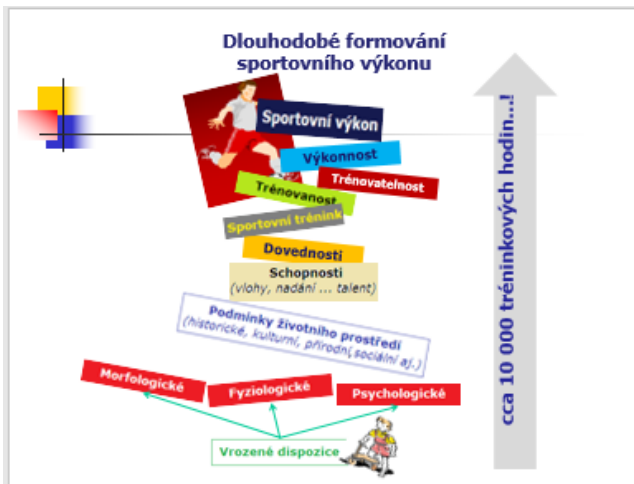 Dlouhodobé formování
sportovního výkonu
Sportovní výkon
Výkonnost
Trénovatelnost
Trénovanost
Sportovní trénink
Dovednosti
Schopnosti
(vlohy, nadání ... talent)
Podmínky životního prostředí
(historické, kulturní, přírodní,sociální aj.)
Morfologické
Fyziologické
Psychologické
Vrozené dispozice
cca 10 000 tréninkových hodin...!